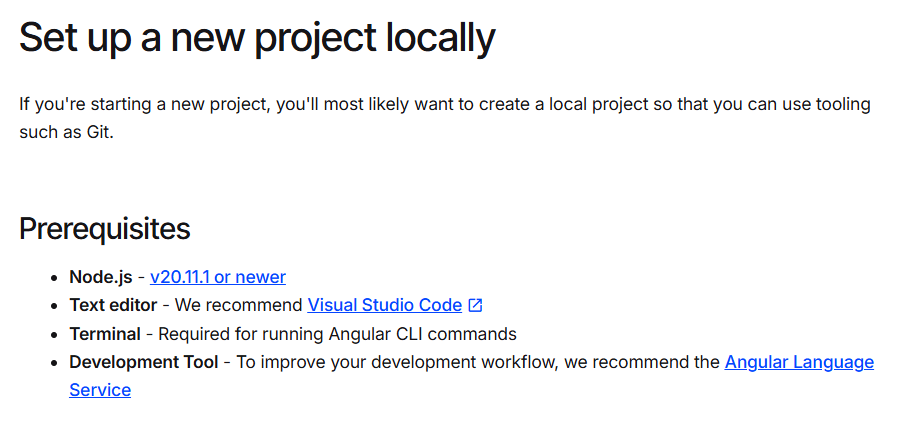 Set up a new project locally
If you're starting a new project, you'll most likely want to create a local project so that you can use tooling
such as Git.
Prerequisites
• Node.js - v20.11.1 or newer
• Text editor - We recommend Visual Studio Code
• Terminal - Required for running Angular CLI commands
• Development Tool - To improve your development workflow, we recommend the Angular Language
Service